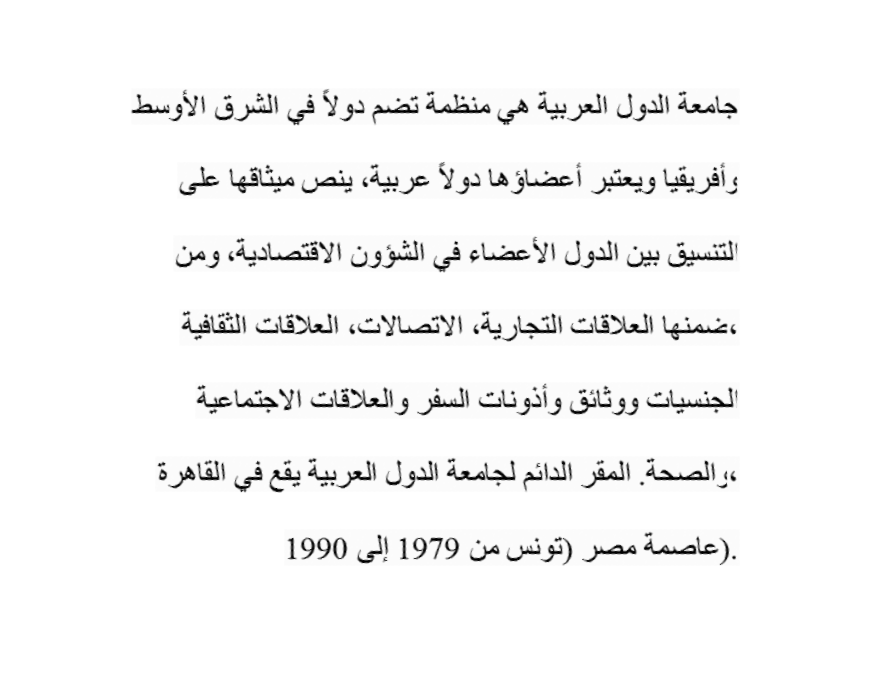 جامعة الدول العربية هي منظمة تضم دولاً في الشرق الأوسط
وأفريقيا ويعتبر أعضاؤها دولاً عربية، ينص ميثاقها على
التنسيق بين الدول الأعضاء في الشؤون الاقتصادية، ومن
،ضمنها العلاقات التجارية، الاتصالات، العلاقات الثقافية
الجنسيات ووثائق وأذونات السفر والعلاقات الاجتماعية
،والصحة. المقر الدائم لجامعة الدول العربية يقع في القاهرة
.(عاصمة مصر (تونس من 1979 إلى 1990